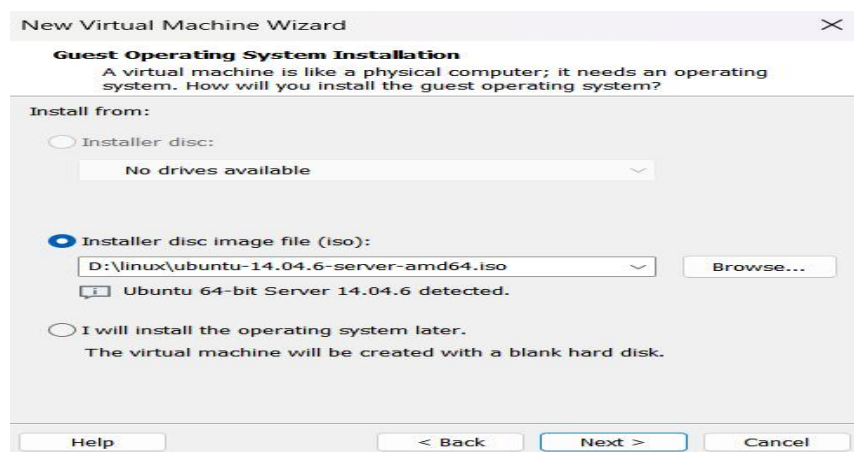 New Virtual Machine Wizard
Guest Operating System Installation
A virtual machine is like a physical computer; it needs an operating
system. How will you install the guest operating system?
Install from:
Installer disc:
No drives available
Installer disc image file (iso):
D:\linux\ubuntu-14.04.6-server-amd64.iso
Browse...
Ubuntu 64-bit Server 14.04.6 detected.
I will install the operating system later.
The virtual machine will be created with a blank hard disk.
Help < Back Next > Cancel